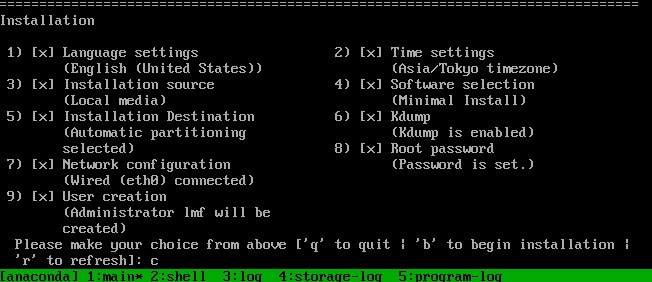 ================================================================================
Installation
1) [x] Language settings 2) [x] Time settings
(English (United States)) (Asia/Tokyo timezone)
3) [x] Installation source 4) [x] Software selection
(Local media) (Minimal Install)
5) [x] Installation Destination 6) [x] Kdump
(Automatic partitioning (Kdump is enabled)
selected) 8) [x] Root password
7) [x] Network configuration (Password is set.)
(Wired (eth0) connected)
9) [x] User creation
(Administrator lmf will be
created)
Please make your choice from above ['q' to quit | 'b' to begin installation |
'r' to refresh]: c
[anaconda] 1:main* 2:shell 3:log 4:storage-log 5:program-log